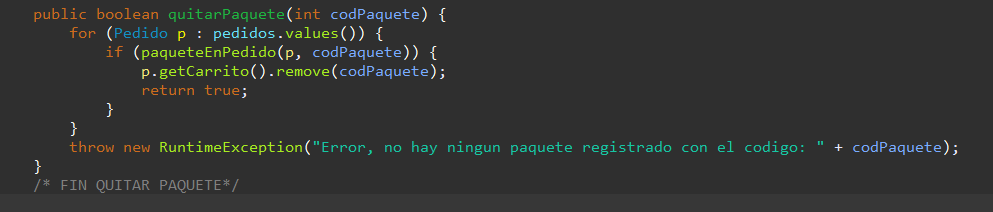 public boolean quitarPaquete(int codPaquete) {
for (Pedido p : pedidos.values()) {
if (paqueteEnPedido(p, codPaquete)) {
p.getCarrito().remove(codPaquete);
return true;
}
}
throw new RuntimeException("Error, no hay ningun paquete registrado con el codigo: " + codPaquete);
}
/* FIN QUITAR PAQUETE*/